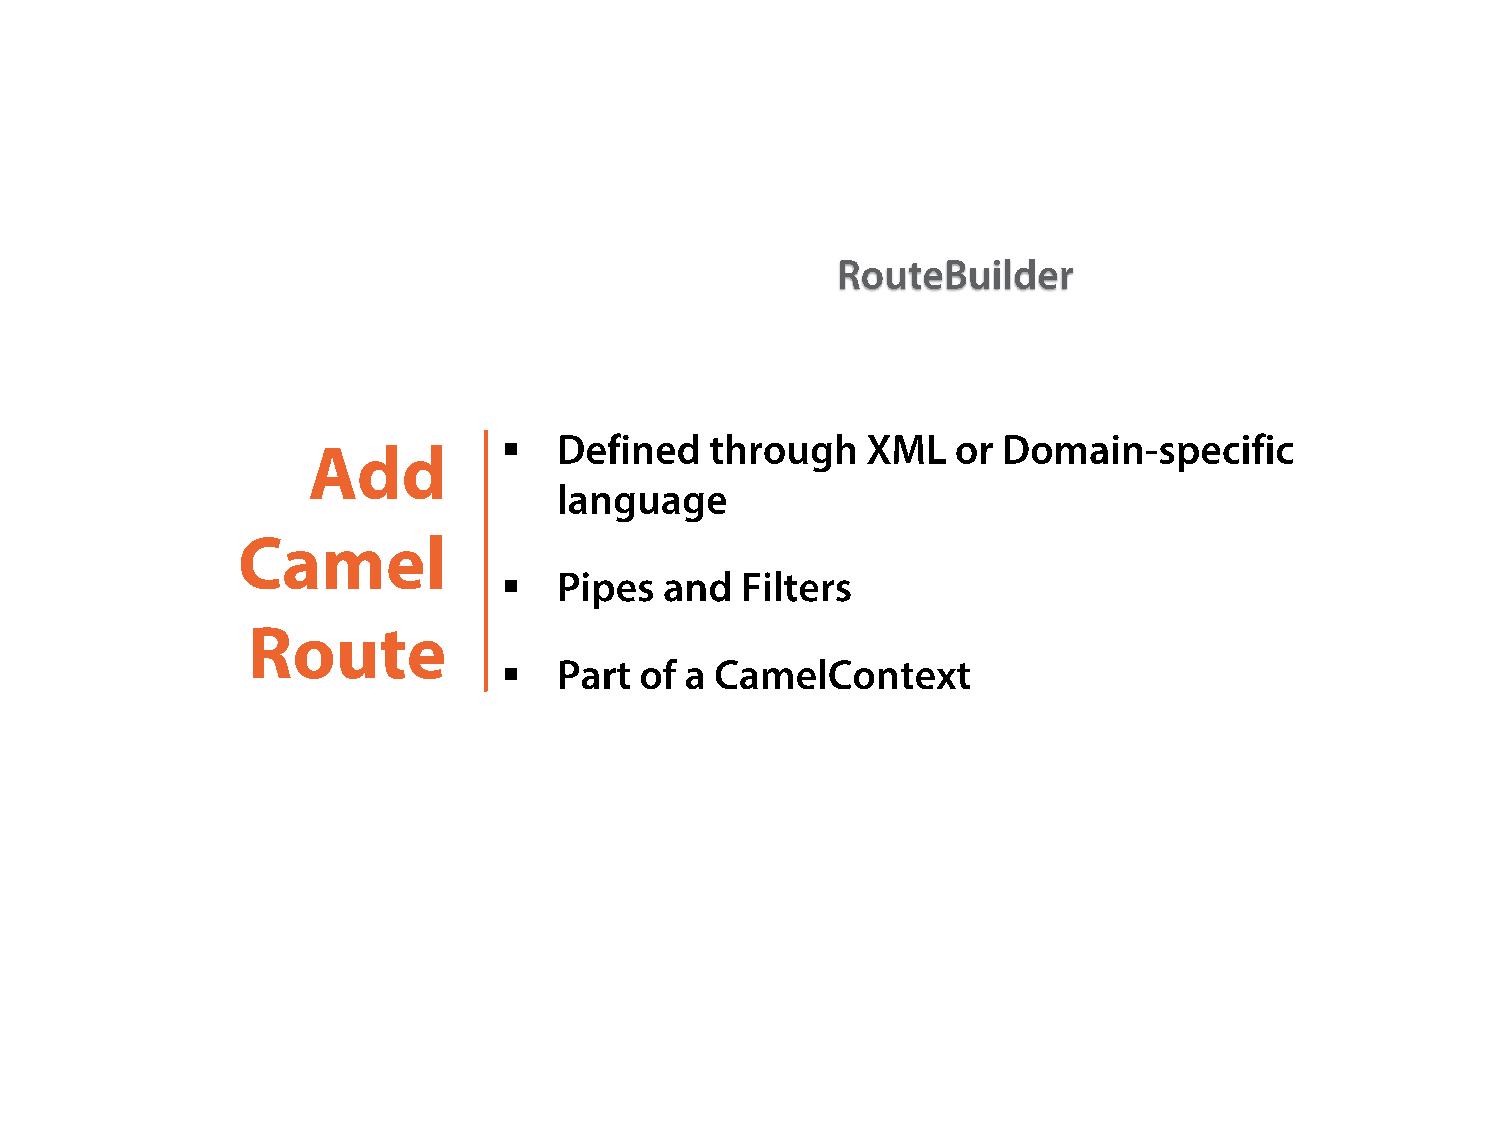 RouteBuilder
Add
Camel
Route
▪ Defined through XML or Domain-specific
language
▪ Pipes and Filters
▪ Part of a CamelContext